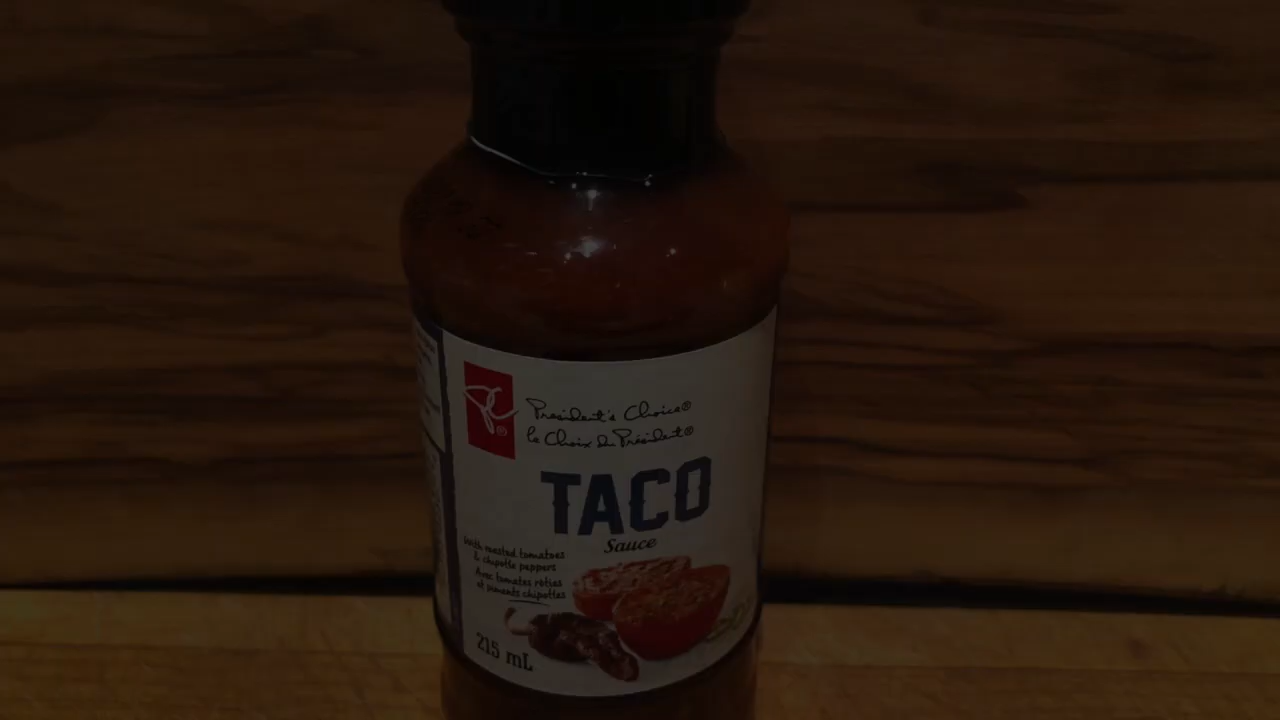 President's Choice®
le Choix du Président®
TACO
Sauce
With roasted tomatoes
& chipotle peppers
Avec tomates rôties
et piments chipotles
215 mL